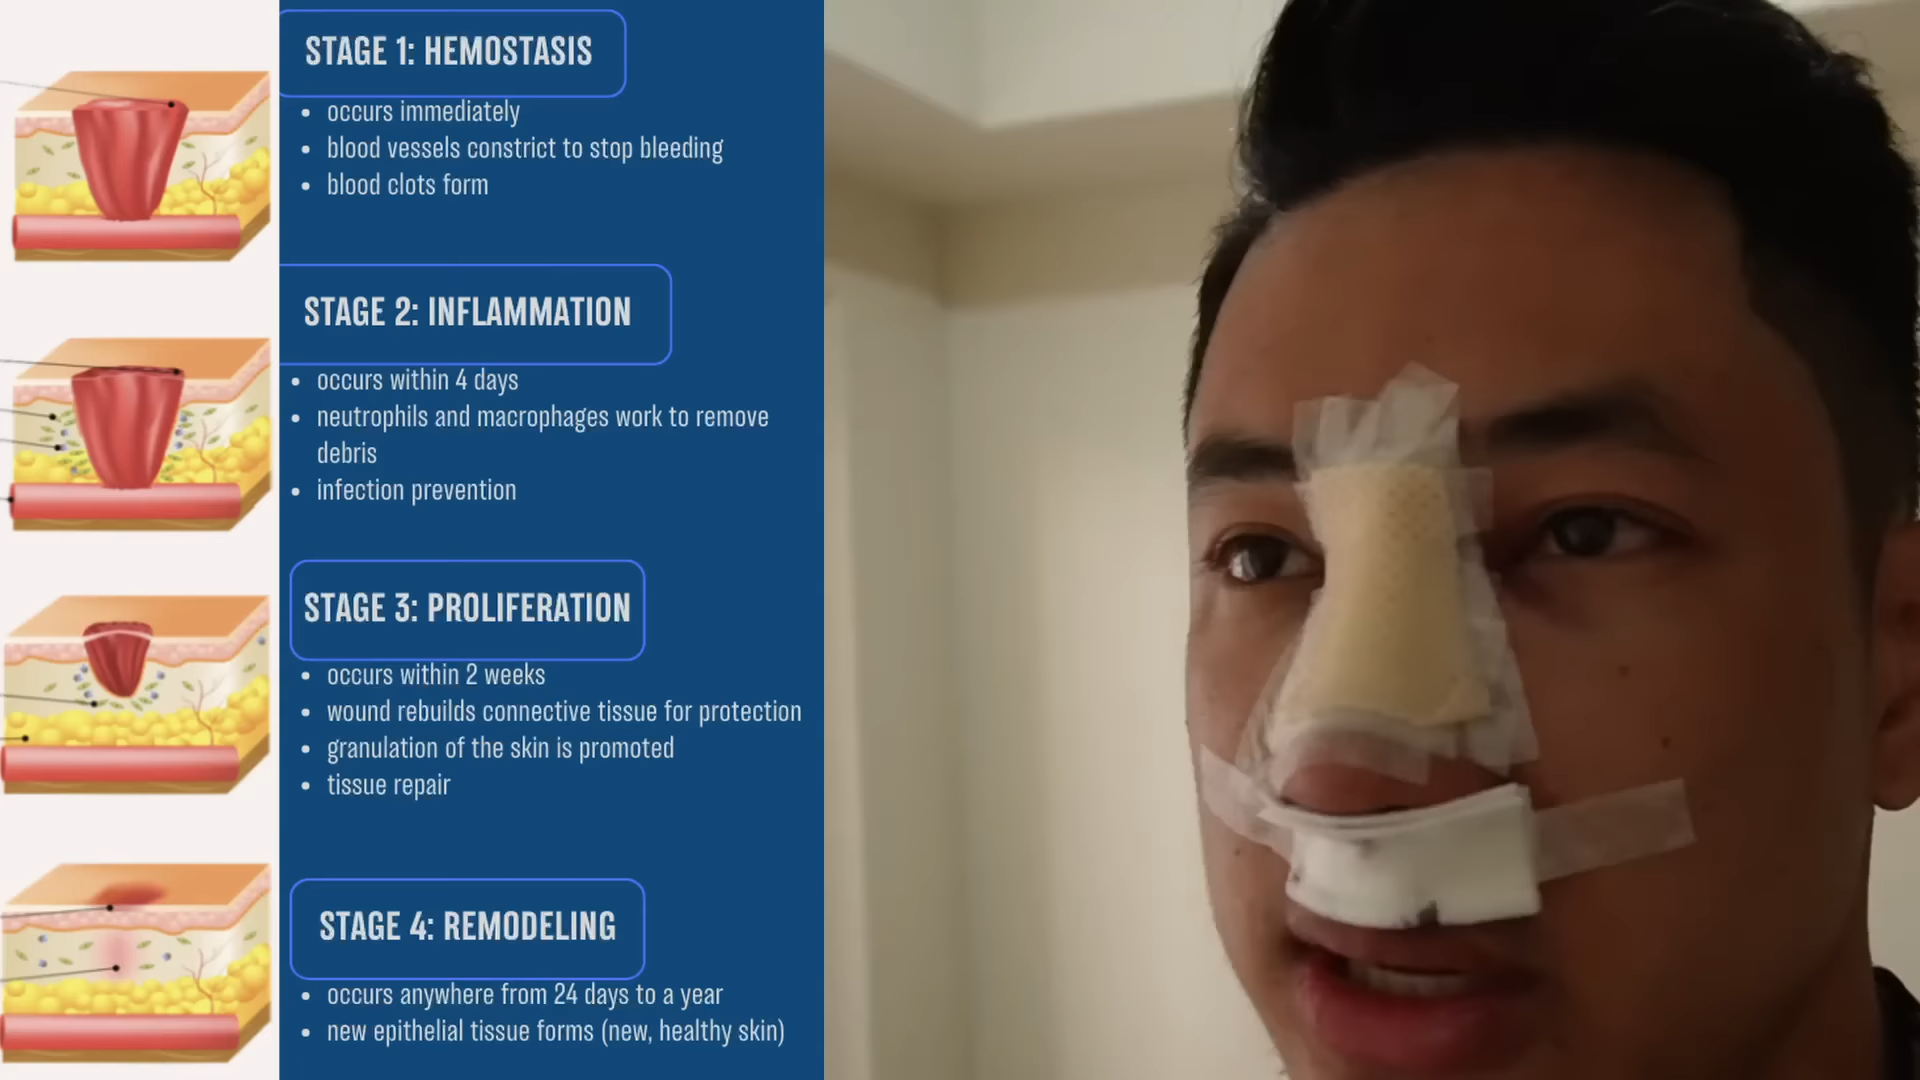 STAGE 1: HEMOSTASIS
• occurs immediately
• blood vessels constrict to stop bleeding
• blood clots form
STAGE 2: INFLAMMATION
• occurs within 4 days
• neutrophils and macrophages work to remove
debris
• infection prevention
STAGE 3: PROLIFERATION
• occurs within 2 weeks
• wound rebuilds connective tissue for protection
• granulation of the skin is promoted
• tissue repair
STAGE 4: REMODELING
• occurs anywhere from 24 days to a year
• new epithelial tissue forms (new, healthy skin)